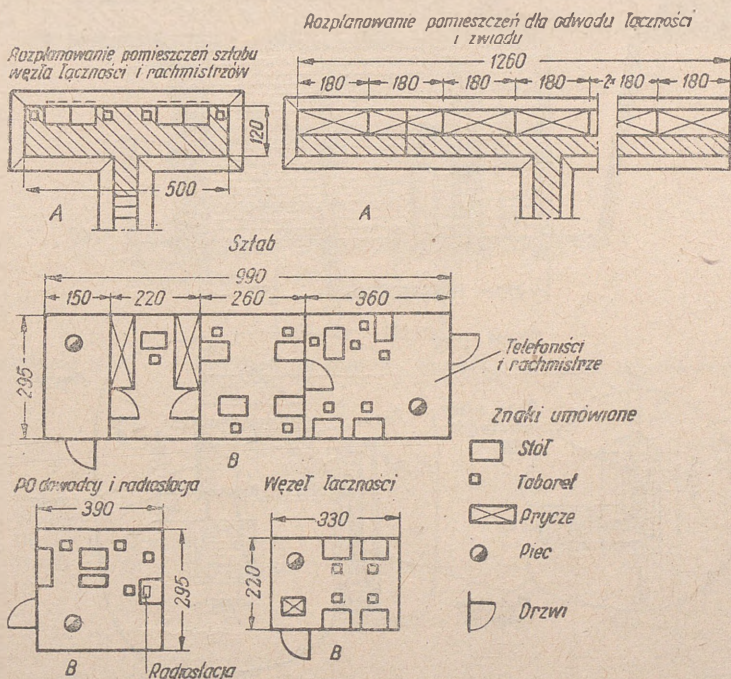 Rozplanowanie pomieszczeń sztabu
węzła łączności i rachmistrzów
120
500
A
Rozplanowanie pomieszczeń dla odwodu łączności
i zwiadu
1260
180 180 180 180 180 180
A
Sztab
990
150 220 260 360
295
Telefoniści
i rachmistrze
B
PO dowódcy i radiostacja
390
295
B
Radiostacja
Węzeł łączności
330
220
B
Znaki umówione
Stół
Taboret
Prycze
Piec
Drzwi